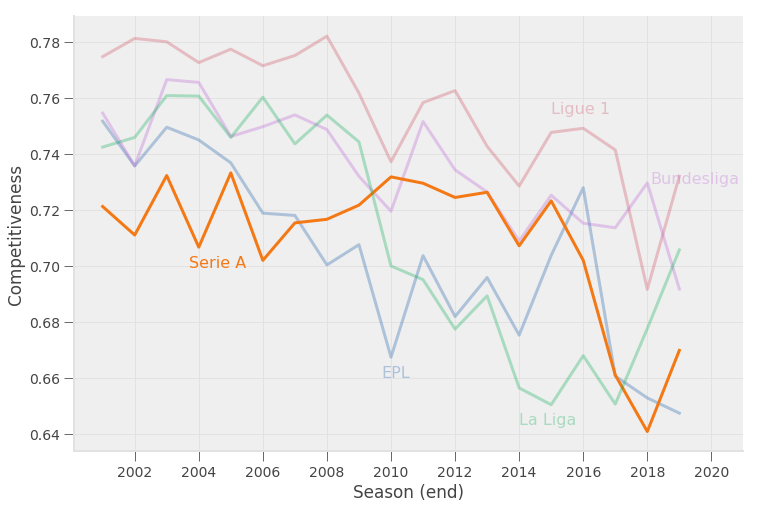 0.78
0.76
0.74
0.72
0.70
0.68
0.66
0.64
Competitiveness
Ligue 1
Bundesliga
Serie A
EPL
La Liga
2002 2004 2006 2008 2010 2012 2014 2016 2018 2020
Season (end)